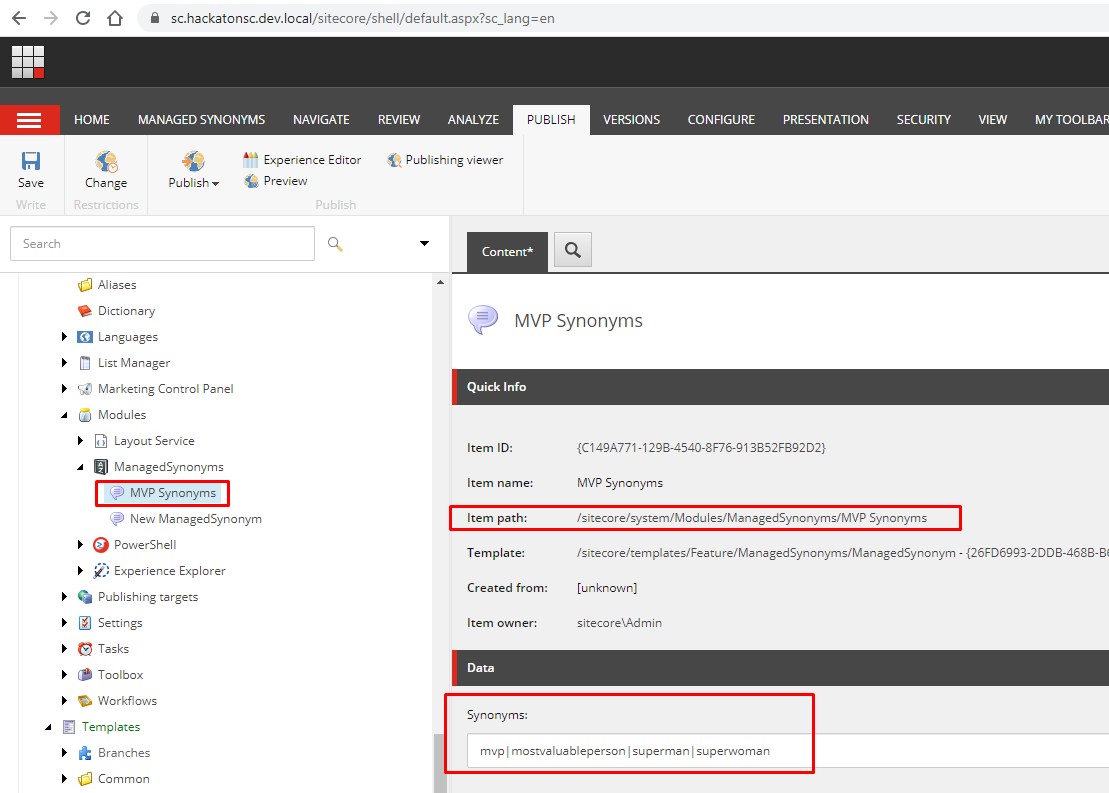 sc.hackatonsc.dev.local/sitecore/shell/default.aspx?sc_lang=en
HOME MANAGED SYNONYMS NAVIGATE REVIEW ANALYZE PUBLISH VERSIONS CONFIGURE PRESENTATION SECURITY VIEW MY TOOLBAR
Save Change Publish Experience Editor Publishing viewer
Preview
Write Restrictions Publish
Search
Content*
Aliases
Dictionary
Languages
List Manager
Marketing Control Panel
Modules
Layout Service
ManagedSynonyms
MVP Synonyms
New ManagedSynonym
PowerShell
Experience Explorer
Publishing targets
Settings
Tasks
Toolbox
Workflows
Templates
Branches
Common
MVP Synonyms
Quick Info
Item ID: {C149A771-129B-4540-8F76-913B52FB92D2}
Item name: MVP Synonyms
Item path: /sitecore/system/Modules/ManagedSynonyms/MVP Synonyms
Template: /sitecore/templates/Feature/ManagedSynonyms/ManagedSynonym - {26FD6993-2DDB-468B-B6
Created from: [unknown]
Item owner: sitecore\Admin
Data
Synonyms:
mvp|mostvaluableperson|superman|superwoman